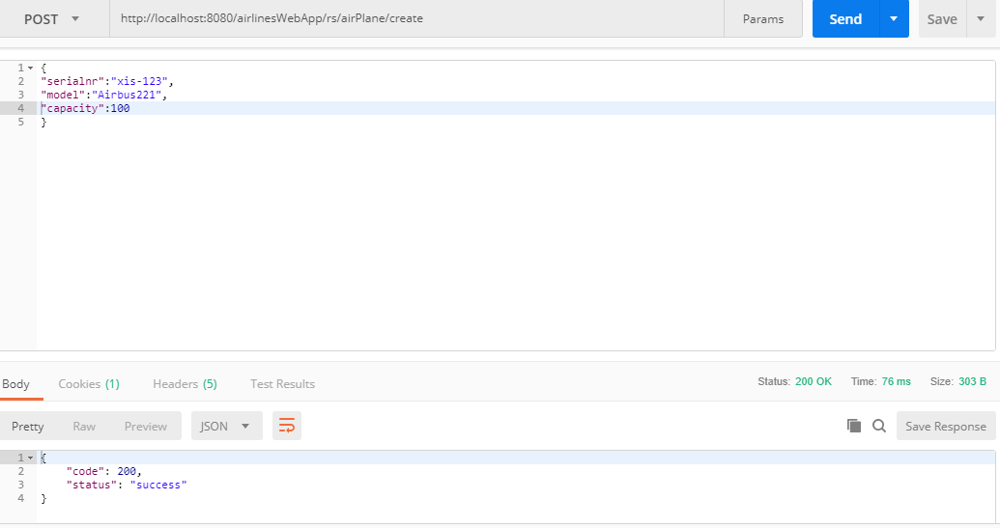 POST http://localhost:8080/airlinesWebApp/rs/airPlane/create Params Send Save
1 {
2 "serialnr":"xis-123",
3 "model":"Airbus221",
4 "capacity":100
5 }
Body Cookies (1) Headers (5) Test Results Status: 200 OK Time: 76 ms Size: 303 B
Pretty Raw Preview JSON Save Response
1 {
2 "code": 200,
3 "status": "success"
4 }